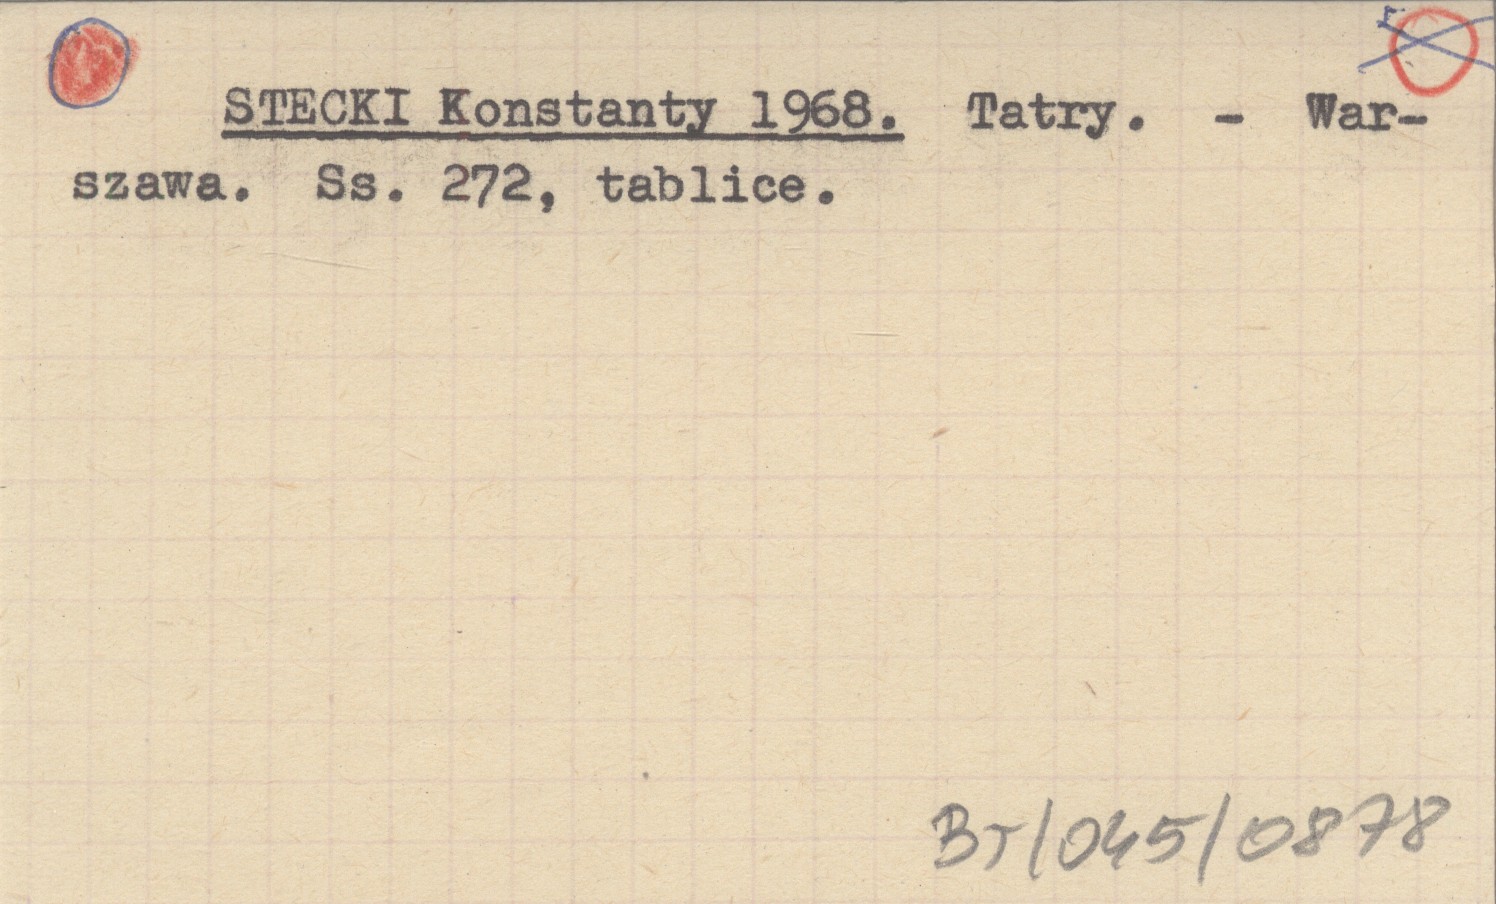 STECKI Konstanty 1968. Tatry. - War-
szawa. Ss. 272, tablice.
BT/045/0878